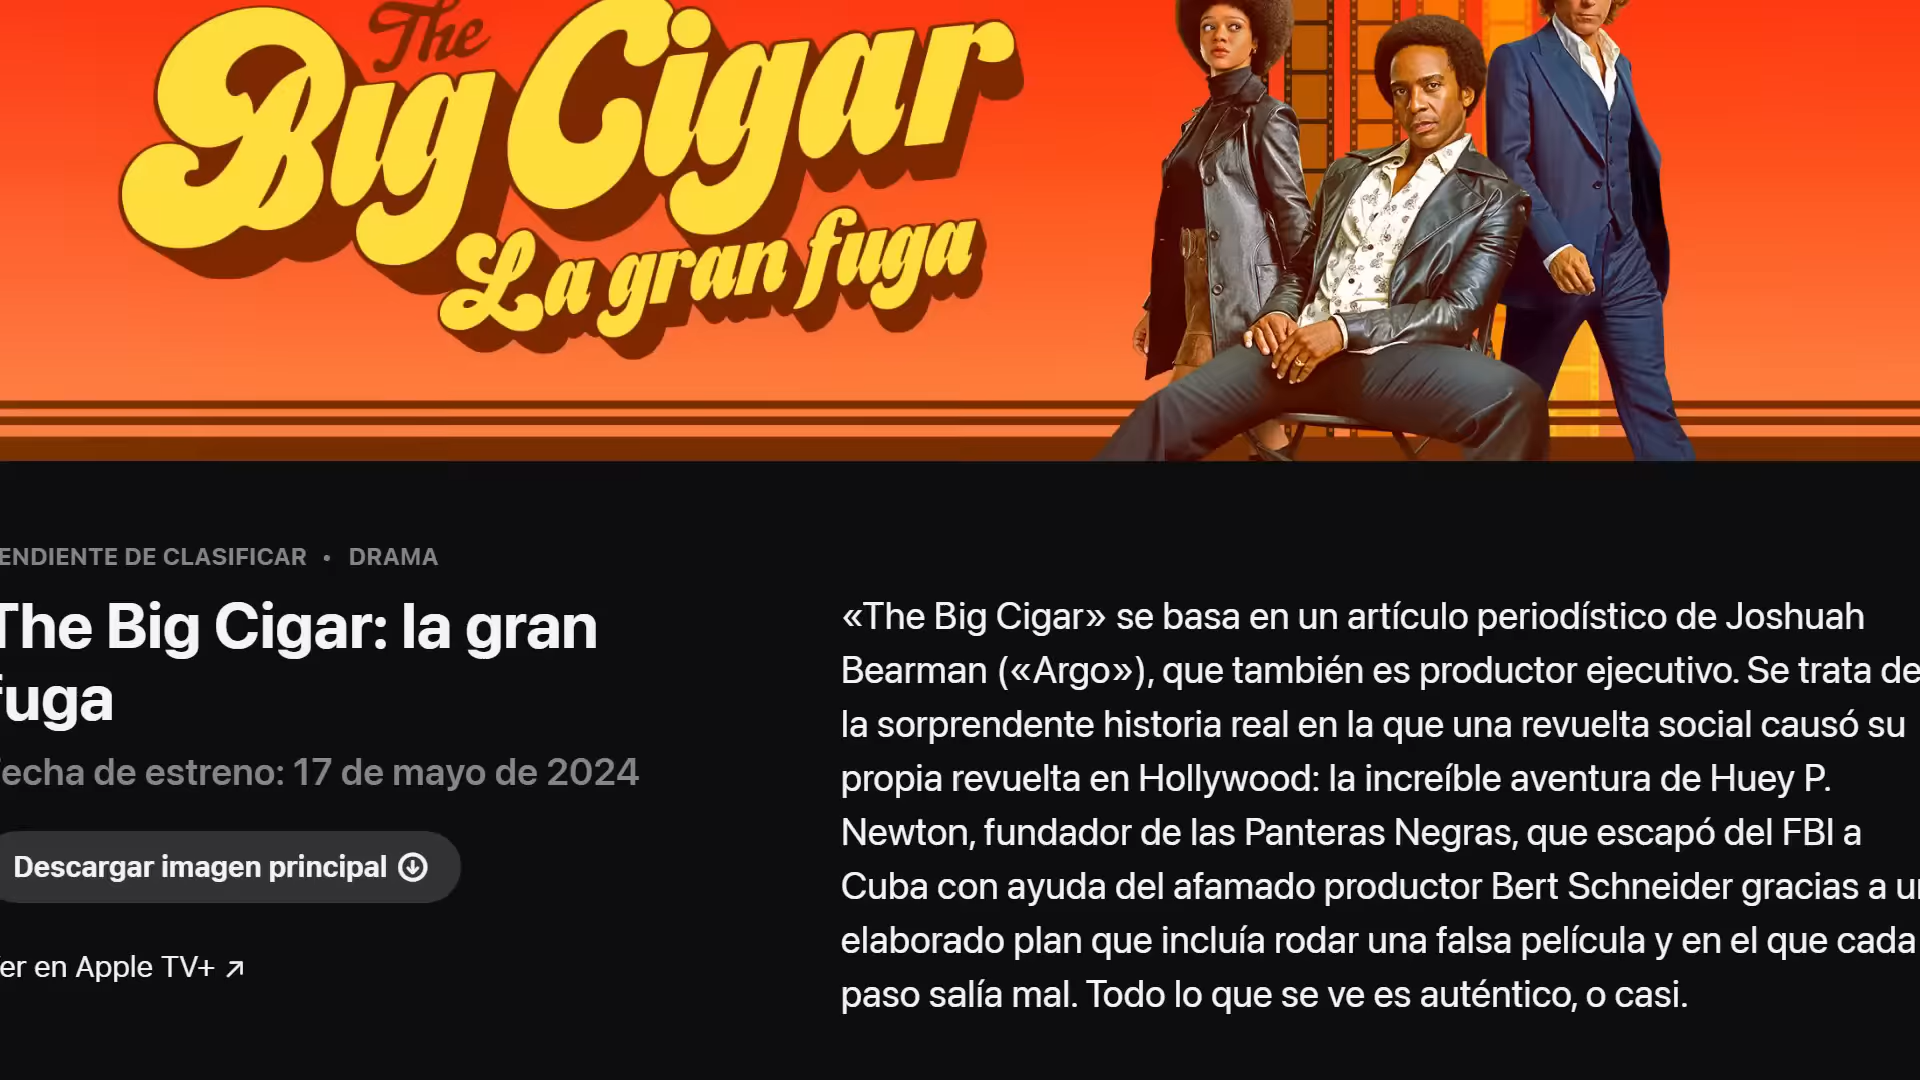 The
Big Cigar
La gran fuga
ENDIENTE DE CLASIFICAR • DRAMA
The Big Cigar: la gran
fuga
echa de estreno: 17 de mayo de 2024
Descargar imagen principal
er en Apple TV+ ↗
«The Big Cigar» se basa en un artículo periodístico de Joshuah
Bearman («Argo»), que también es productor ejecutivo. Se trata de
la sorprendente historia real en la que una revuelta social causó su
propia revuelta en Hollywood: la increíble aventura de Huey P.
Newton, fundador de las Panteras Negras, que escapó del FBI a
Cuba con ayuda del afamado productor Bert Schneider gracias a un
elaborado plan que incluía rodar una falsa película y en el que cada
paso salía mal. Todo lo que se ve es auténtico, o casi.